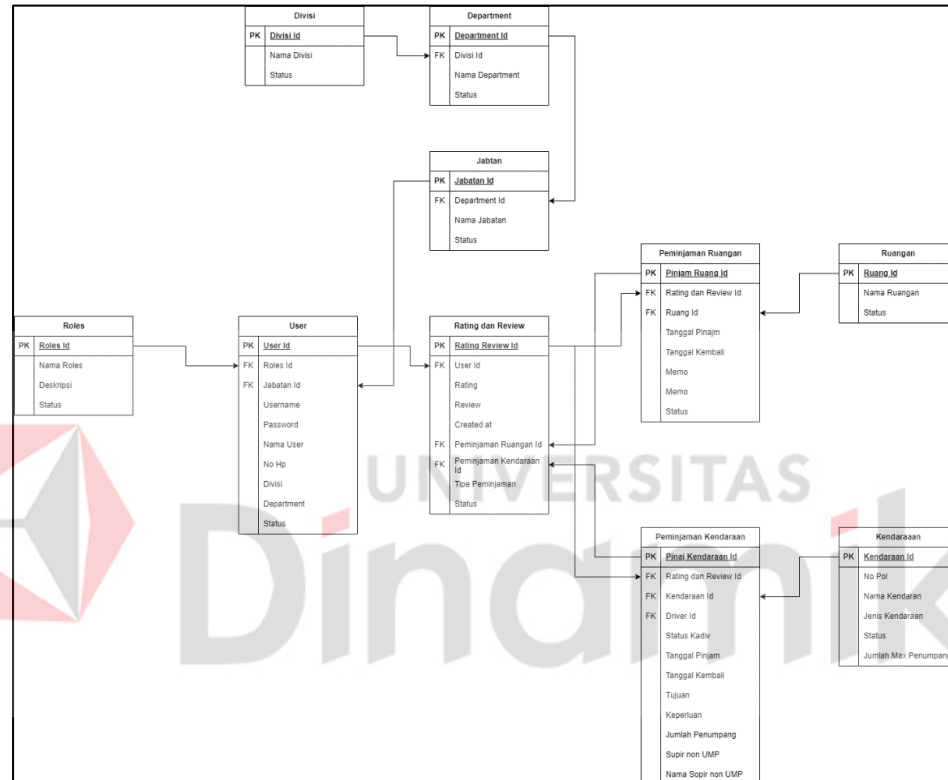 Divisi
PK Divisi Id
Nama Divisi
Status
Department
PK Department Id
FK Divisi Id
Nama Department
Status
Jabtan
PK Jabatan Id
FK Department Id
Nama Jabatan
Status
Peminjaman Ruangan
PK Pinjam Ruang Id
FK Rating dan Review Id
FK Ruang Id
Tanggal Pinajm
Tanggal Kembali
Memo
Memo
Status
Ruangan
PK Ruang Id
Nama Ruangan
Status
Roles
PK Roles Id
Nama Roles
Deskripsi
Status
User
PK User Id
FK Roles Id
FK Jabatan Id
Username
Password
Nama User
No Hp
Divisi
Department
Status
Rating dan Review
PK Rating Review Id
FK User Id
Rating
Review
Created at
FK Peminjaman Ruangan Id
FK Peminjaman Kendaraan
Id
Tipe Peminjaman
Status
UNIVERSITAS
Dinamik
Peminjaman Kendaraan
PK Pinaj Kendaraan Id
FK Rating dan Review Id
FK Kendaraan Id
FK Driver Id
Status Kadiv
Tanggal Pinjam
Tanggal Kembali
Tujuan
Keperluan
Jumlah Penumpang
Supir non UMP
Nama Sopir non UMP
Kendaraaan
PK Kendaraan Id
No Pol
Nama Kendaran
Jenis Kendaraan
Status
Jumlah Max Penumpang